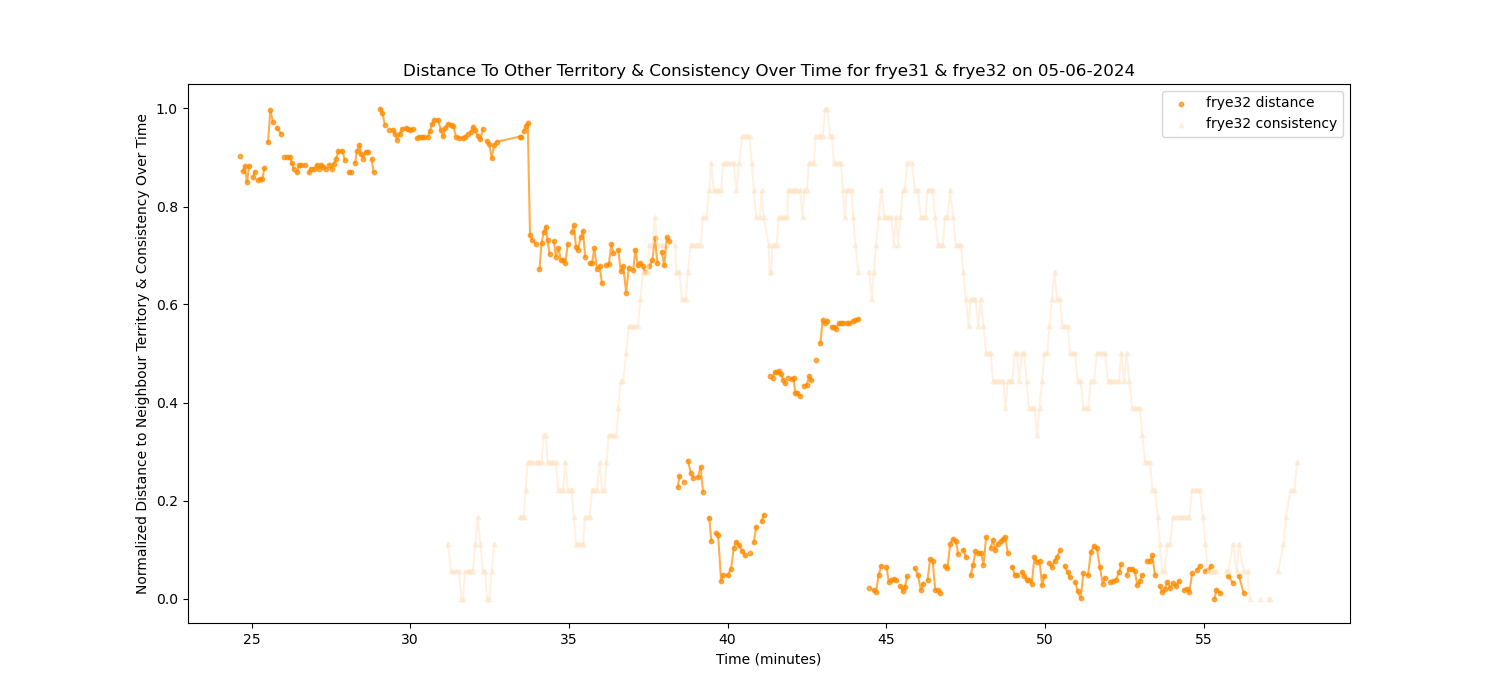 Distance To Other Territory & Consistency Over Time for frye31 & frye32 on 05-06-2024
frye32 distance
frye32 consistency
Normalized Distance to Neighbour Territory & Consistency Over Time
1.0
0.8
0.6
0.4
0.2
0.0
25 30 35 40 45 50 55
Time (minutes)